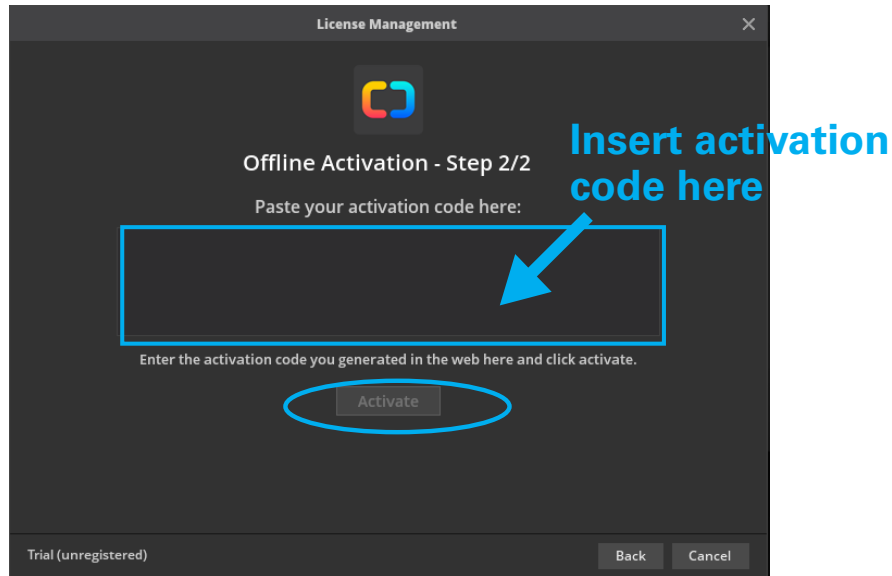 License Management
Offline Activation - Step 2/2
Insert activation
code here
Paste your activation code here:
Enter the activation code you generated in the web here and click activate.
Activate
Trial (unregistered)
Back
Cancel